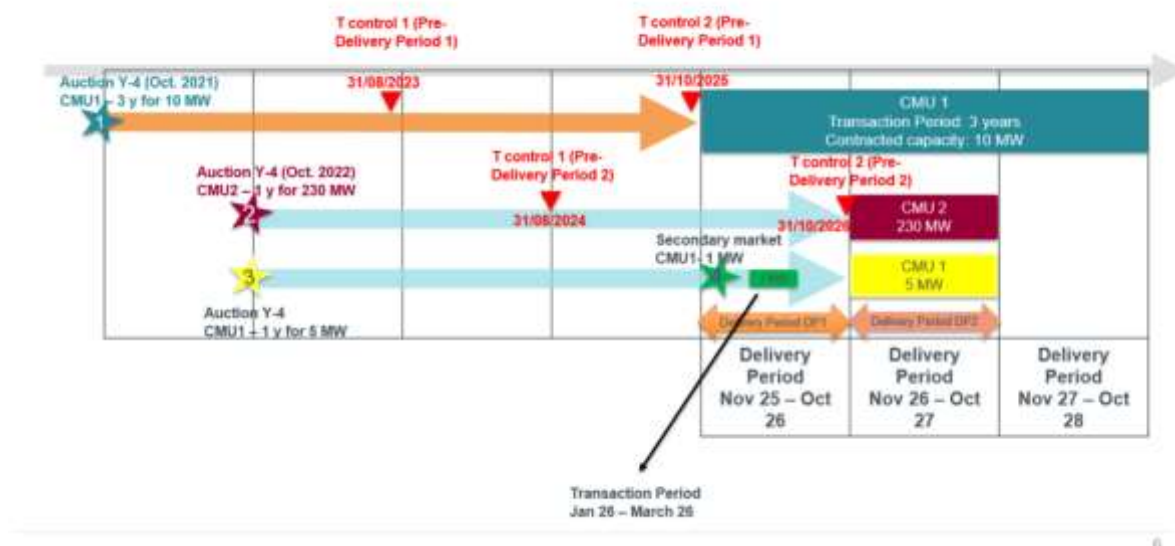 T control 1 (Pre-
Delivery Period 1)
T control 2 (Pre-
Delivery Period 1)
Auction Y-4 (Oct. 2021)
CMU1 – 3 y for 10 MW
31/08/2023
31/10/2025
1
CMU 1
Transaction Period: 3 years
Contracted capacity: 10 MW
Auction Y-4 (Oct. 2022)
CMU2 – 1 y for 230 MW
T control 1 (Pre-
Delivery Period 2)
T control 2 (Pre-
Delivery Period 2)
2
31/08/2024
31/10/2026
CMU 2
230 MW
Secondary market
CMU1- 1 MW
3
CMU 1
5 MW
Auction Y-4
CMU1 – 1 y for 5 MW
Delivery Period DP1
Delivery Period DP2
Delivery
Period
Nov 25 – Oct
26
Delivery
Period
Nov 26 – Oct
27
Delivery
Period
Nov 27 – Oct
28
Transaction Period
Jan 26 – March 26
6